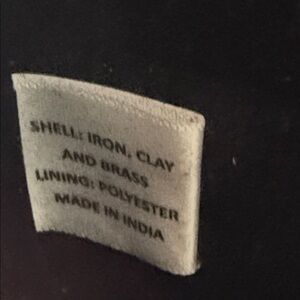 SHELL: IRON, CLAY
AND BRASS
LINING: POLYESTER
MADE IN INDIA